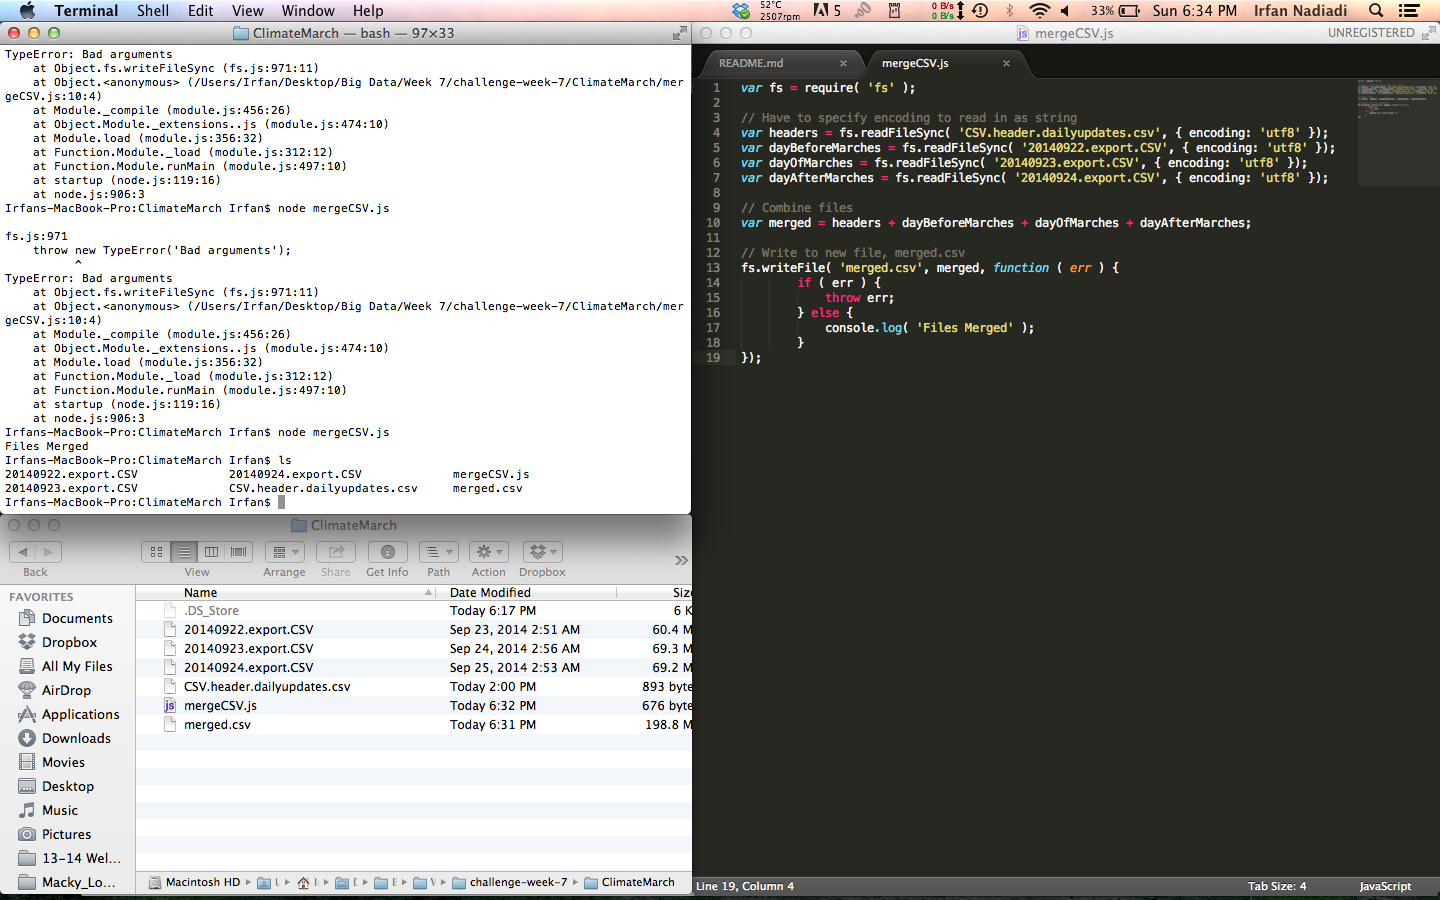 Terminal Shell Edit View Window Help 52°C 2507rpm 5 0 B/s 0 B/s 33% Sun 6:34 PM Irfan Nadiadi
ClimateMarch — bash — 97×33
TypeError: Bad arguments
    at Object.fs.writeFileSync (fs.js:971:11)
    at Object.<anonymous> (/Users/Irfan/Desktop/Big Data/Week 7/challenge-week-7/ClimateMarch/mer
geCSV.js:10:4)
    at Module._compile (module.js:456:26)
    at Object.Module._extensions..js (module.js:474:10)
    at Module.load (module.js:356:32)
    at Function.Module._load (module.js:312:12)
    at Function.Module.runMain (module.js:497:10)
    at startup (node.js:119:16)
    at node.js:906:3
Irfans-MacBook-Pro:ClimateMarch Irfan$ node mergeCSV.js
fs.js:971
    throw new TypeError('Bad arguments');
          ^
TypeError: Bad arguments
    at Object.fs.writeFileSync (fs.js:971:11)
    at Object.<anonymous> (/Users/Irfan/Desktop/Big Data/Week 7/challenge-week-7/ClimateMarch/mer
geCSV.js:10:4)
    at Module._compile (module.js:456:26)
    at Object.Module._extensions..js (module.js:474:10)
    at Module.load (module.js:356:32)
    at Function.Module._load (module.js:312:12)
    at Function.Module.runMain (module.js:497:10)
    at startup (node.js:119:16)
    at node.js:906:3
Irfans-MacBook-Pro:ClimateMarch Irfan$ node mergeCSV.js
Files Merged
Irfans-MacBook-Pro:ClimateMarch Irfan$ ls
20140922.export.CSV 20140924.export.CSV mergeCSV.js
20140923.export.CSV CSV.header.dailyupdates.csv merged.csv
Irfans-MacBook-Pro:ClimateMarch Irfan$
ClimateMarch
Back View Arrange Share Get Info Path Action Dropbox
FAVORITES
Documents
Dropbox
All My Files
AirDrop
Applications
Downloads
Movies
Desktop
Music
Pictures
13-14 Wel...
Macky_Lo...
Name Date Modified Siz
.DS_Store Today 6:17 PM 6 K
20140922.export.CSV Sep 23, 2014 2:51 AM 60.4 M
20140923.export.CSV Sep 24, 2014 2:56 AM 69.3 M
20140924.export.CSV Sep 25, 2014 2:53 AM 69.2 M
CSV.header.dailyupdates.csv Today 2:00 PM 893 byte
mergeCSV.js Today 6:32 PM 676 byte
merged.csv Today 6:31 PM 198.8 M
Macintosh HD challenge-week-7 ClimateMarch
mergeCSV.js UNREGISTERED
README.md × mergeCSV.js ×
1 var fs = require( 'fs' );
2
3 // Have to specify encoding to read in as string
4 var headers = fs.readFileSync( 'CSV.header.dailyupdates.csv', { encoding: 'utf8' });
5 var dayBeforeMarches = fs.readFileSync( '20140922.export.CSV', { encoding: 'utf8' });
6 var dayOfMarches = fs.readFileSync( '20140923.export.CSV', { encoding: 'utf8' });
7 var dayAfterMarches = fs.readFileSync( '20140924.export.CSV', { encoding: 'utf8' });
8
9 // Combine files
10 var merged = headers + dayBeforeMarches + dayOfMarches + dayAfterMarches;
11
12 // Write to new file, merged.csv
13 fs.writeFile( 'merged.csv', merged, function ( err ) {
14         if ( err ) {
15             throw err;
16         } else {
17             console.log( 'Files Merged' );
18         }
19 });
Line 19, Column 4 Tab Size: 4 JavaScript